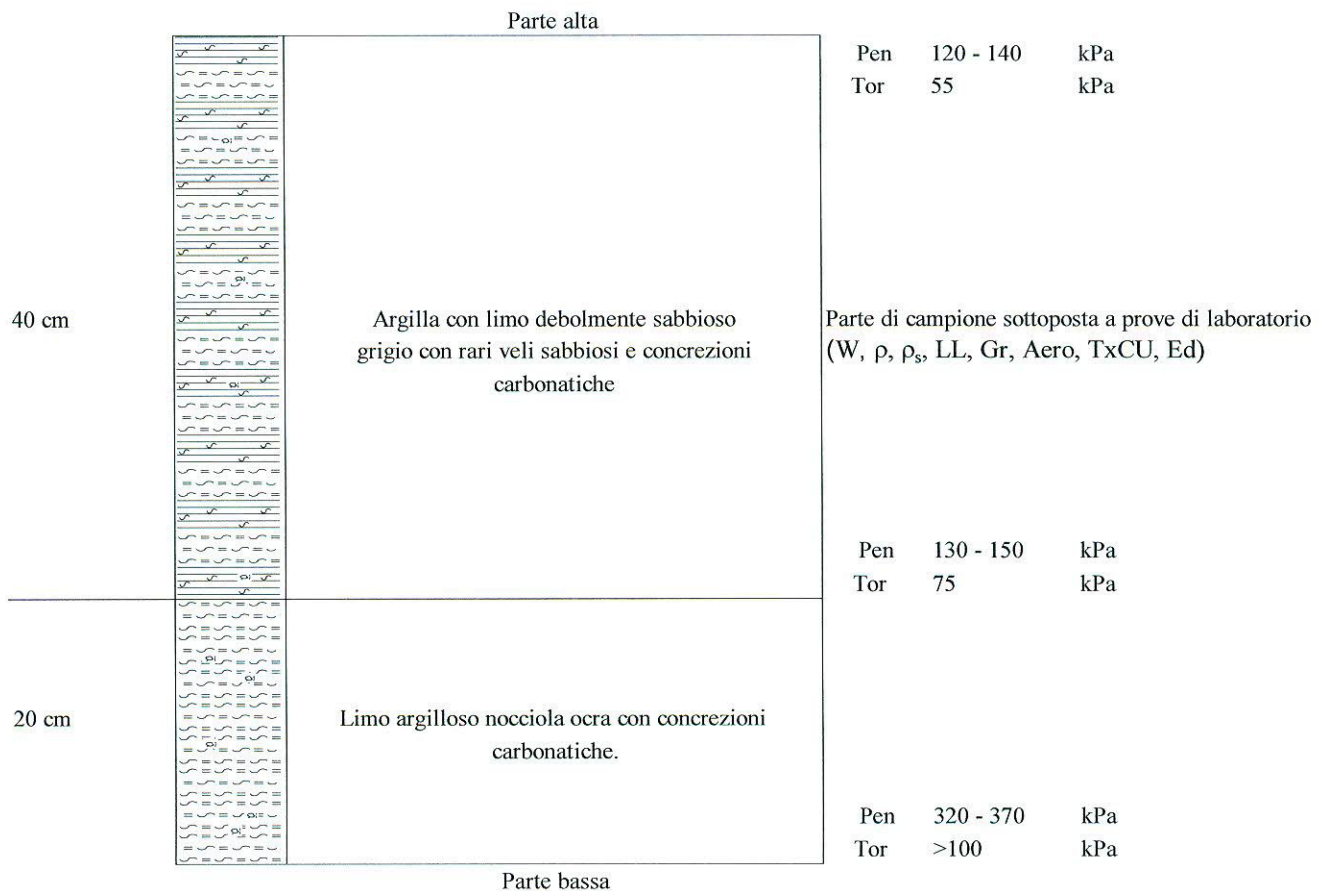 Parte alta
Pen 120 - 140 kPa
Tor 55 kPa
40 cm
Argilla con limo debolmente sabbioso
grigio con rari veli sabbiosi e concrezioni
carbonatiche
Parte di campione sottoposta a prove di laboratorio
(W, ρ, ρₛ, LL, Gr, Aero, TxCU, Ed)
Pen 130 - 150 kPa
Tor 75 kPa
20 cm
Limo argilloso nocciola ocra con concrezioni
carbonatiche.
Pen 320 - 370 kPa
Tor >100 kPa
Parte bassa